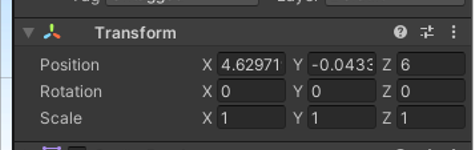 Transform
Position X 4.62971 Y -0.0433 Z 6
Rotation X 0 Y 0 Z 0
Scale X 1 Y 1 Z 1